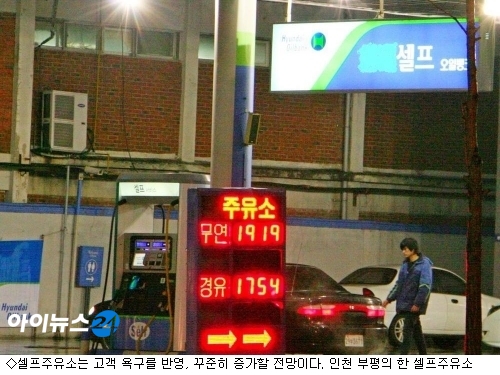 Hyundai
Oilbank
셀프
오일뱅크
셀프
주유소
무연 1919
경유 1754
Hyundai
아이뉴스24
◇셀프주유소는 고객 욕구를 반영, 꾸준히 증가할 전망이다. 인천 부평의 한 셀프주유소